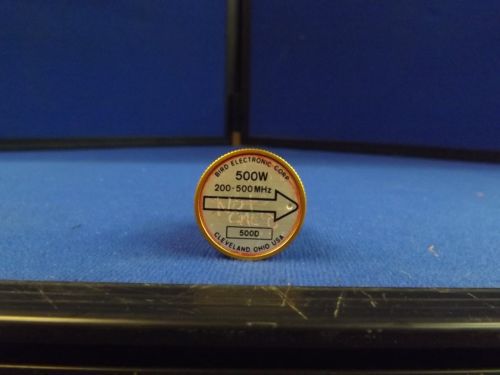 BIRD ELECTRONIC CORP.
500W
200-500MHz
500D
CLEVELAND, OHIO USA